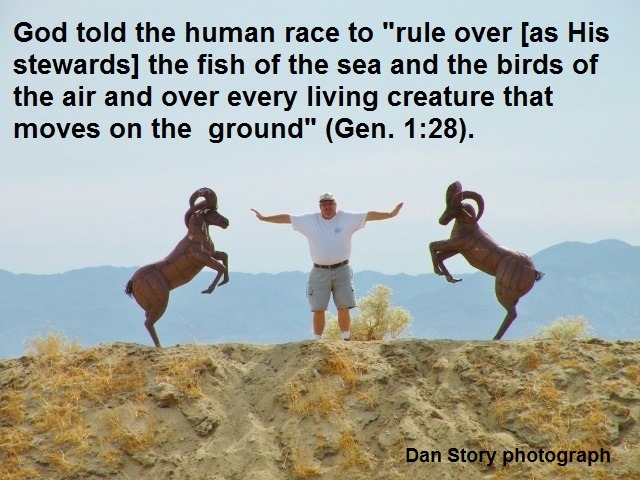 God told the human race to "rule over [as His
stewards] the fish of the sea and the birds of
the air and over every living creature that
moves on the  ground" (Gen. 1:28).
Dan Story photograph